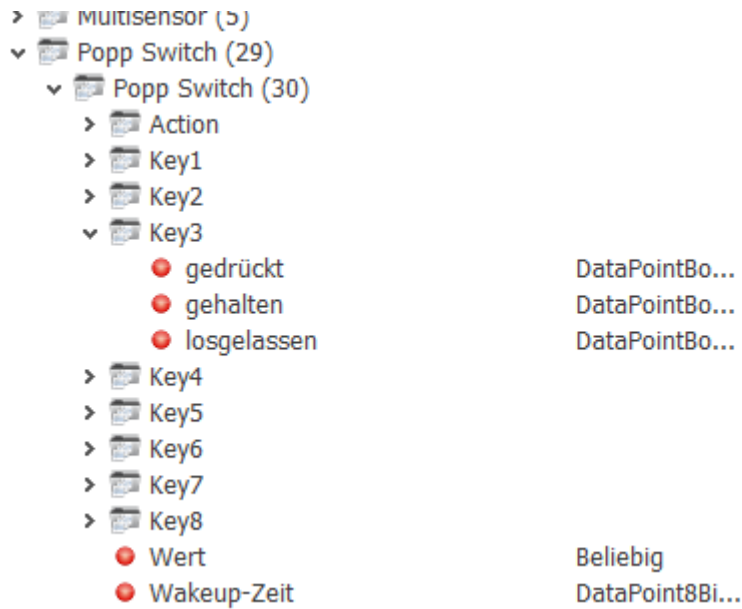 Multisensor (5)
Popp Switch (29)
Popp Switch (30)
Action
Key1
Key2
Key3
gedrückt DataPointBo...
gehalten DataPointBo...
losgelassen DataPointBo...
Key4
Key5
Key6
Key7
Key8
Wert Beliebig
Wakeup-Zeit DataPoint8Bi...